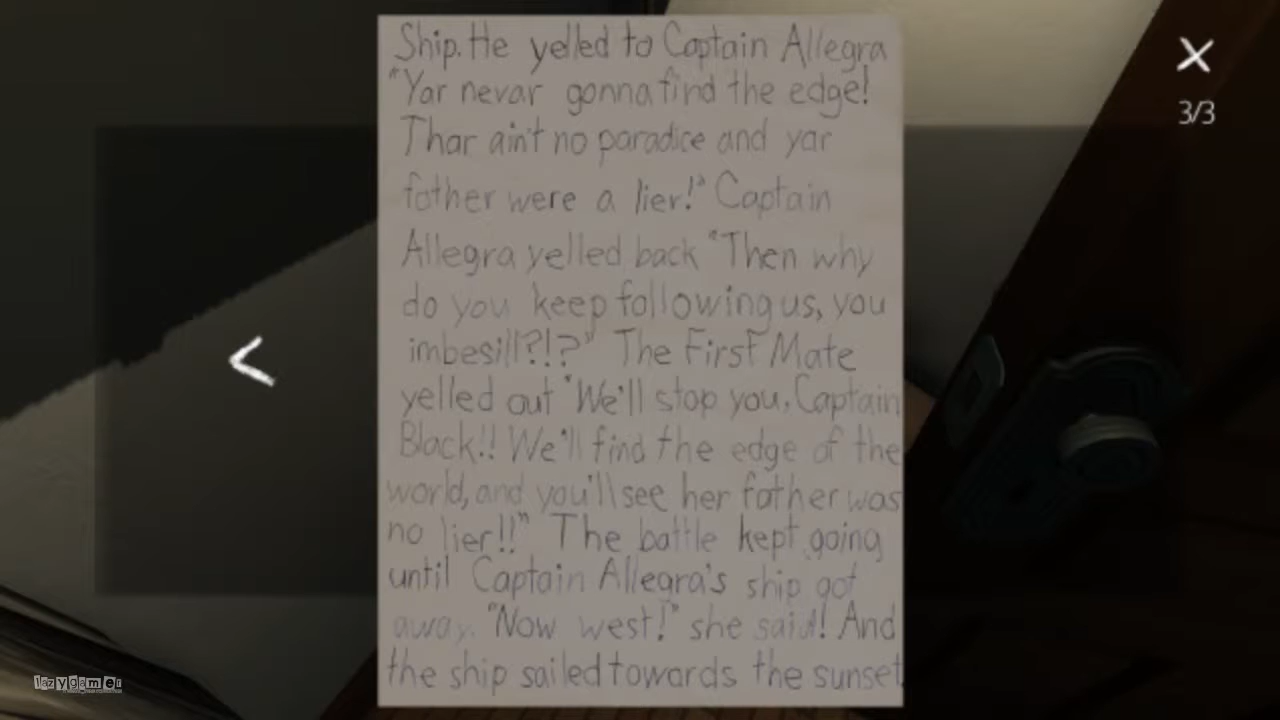 Ship. He yelled to Captain Allegra
"Yar nevar gonna find the edge!
Thar ain't no paradice and yar
father were a lier!" Captain
Allegra yelled back "Then why
do you keep following us, you
imbesill?!?" The First Mate
yelled out "We'll stop you, Captain
Black!! We'll find the edge of the
world, and you'll see her father was
no lier!!" The battle kept going
until Captain Allegra's ship got
away. "Now west!" she said! And
the ship sailed towards the sunset
X
3/3
<
lazygamer